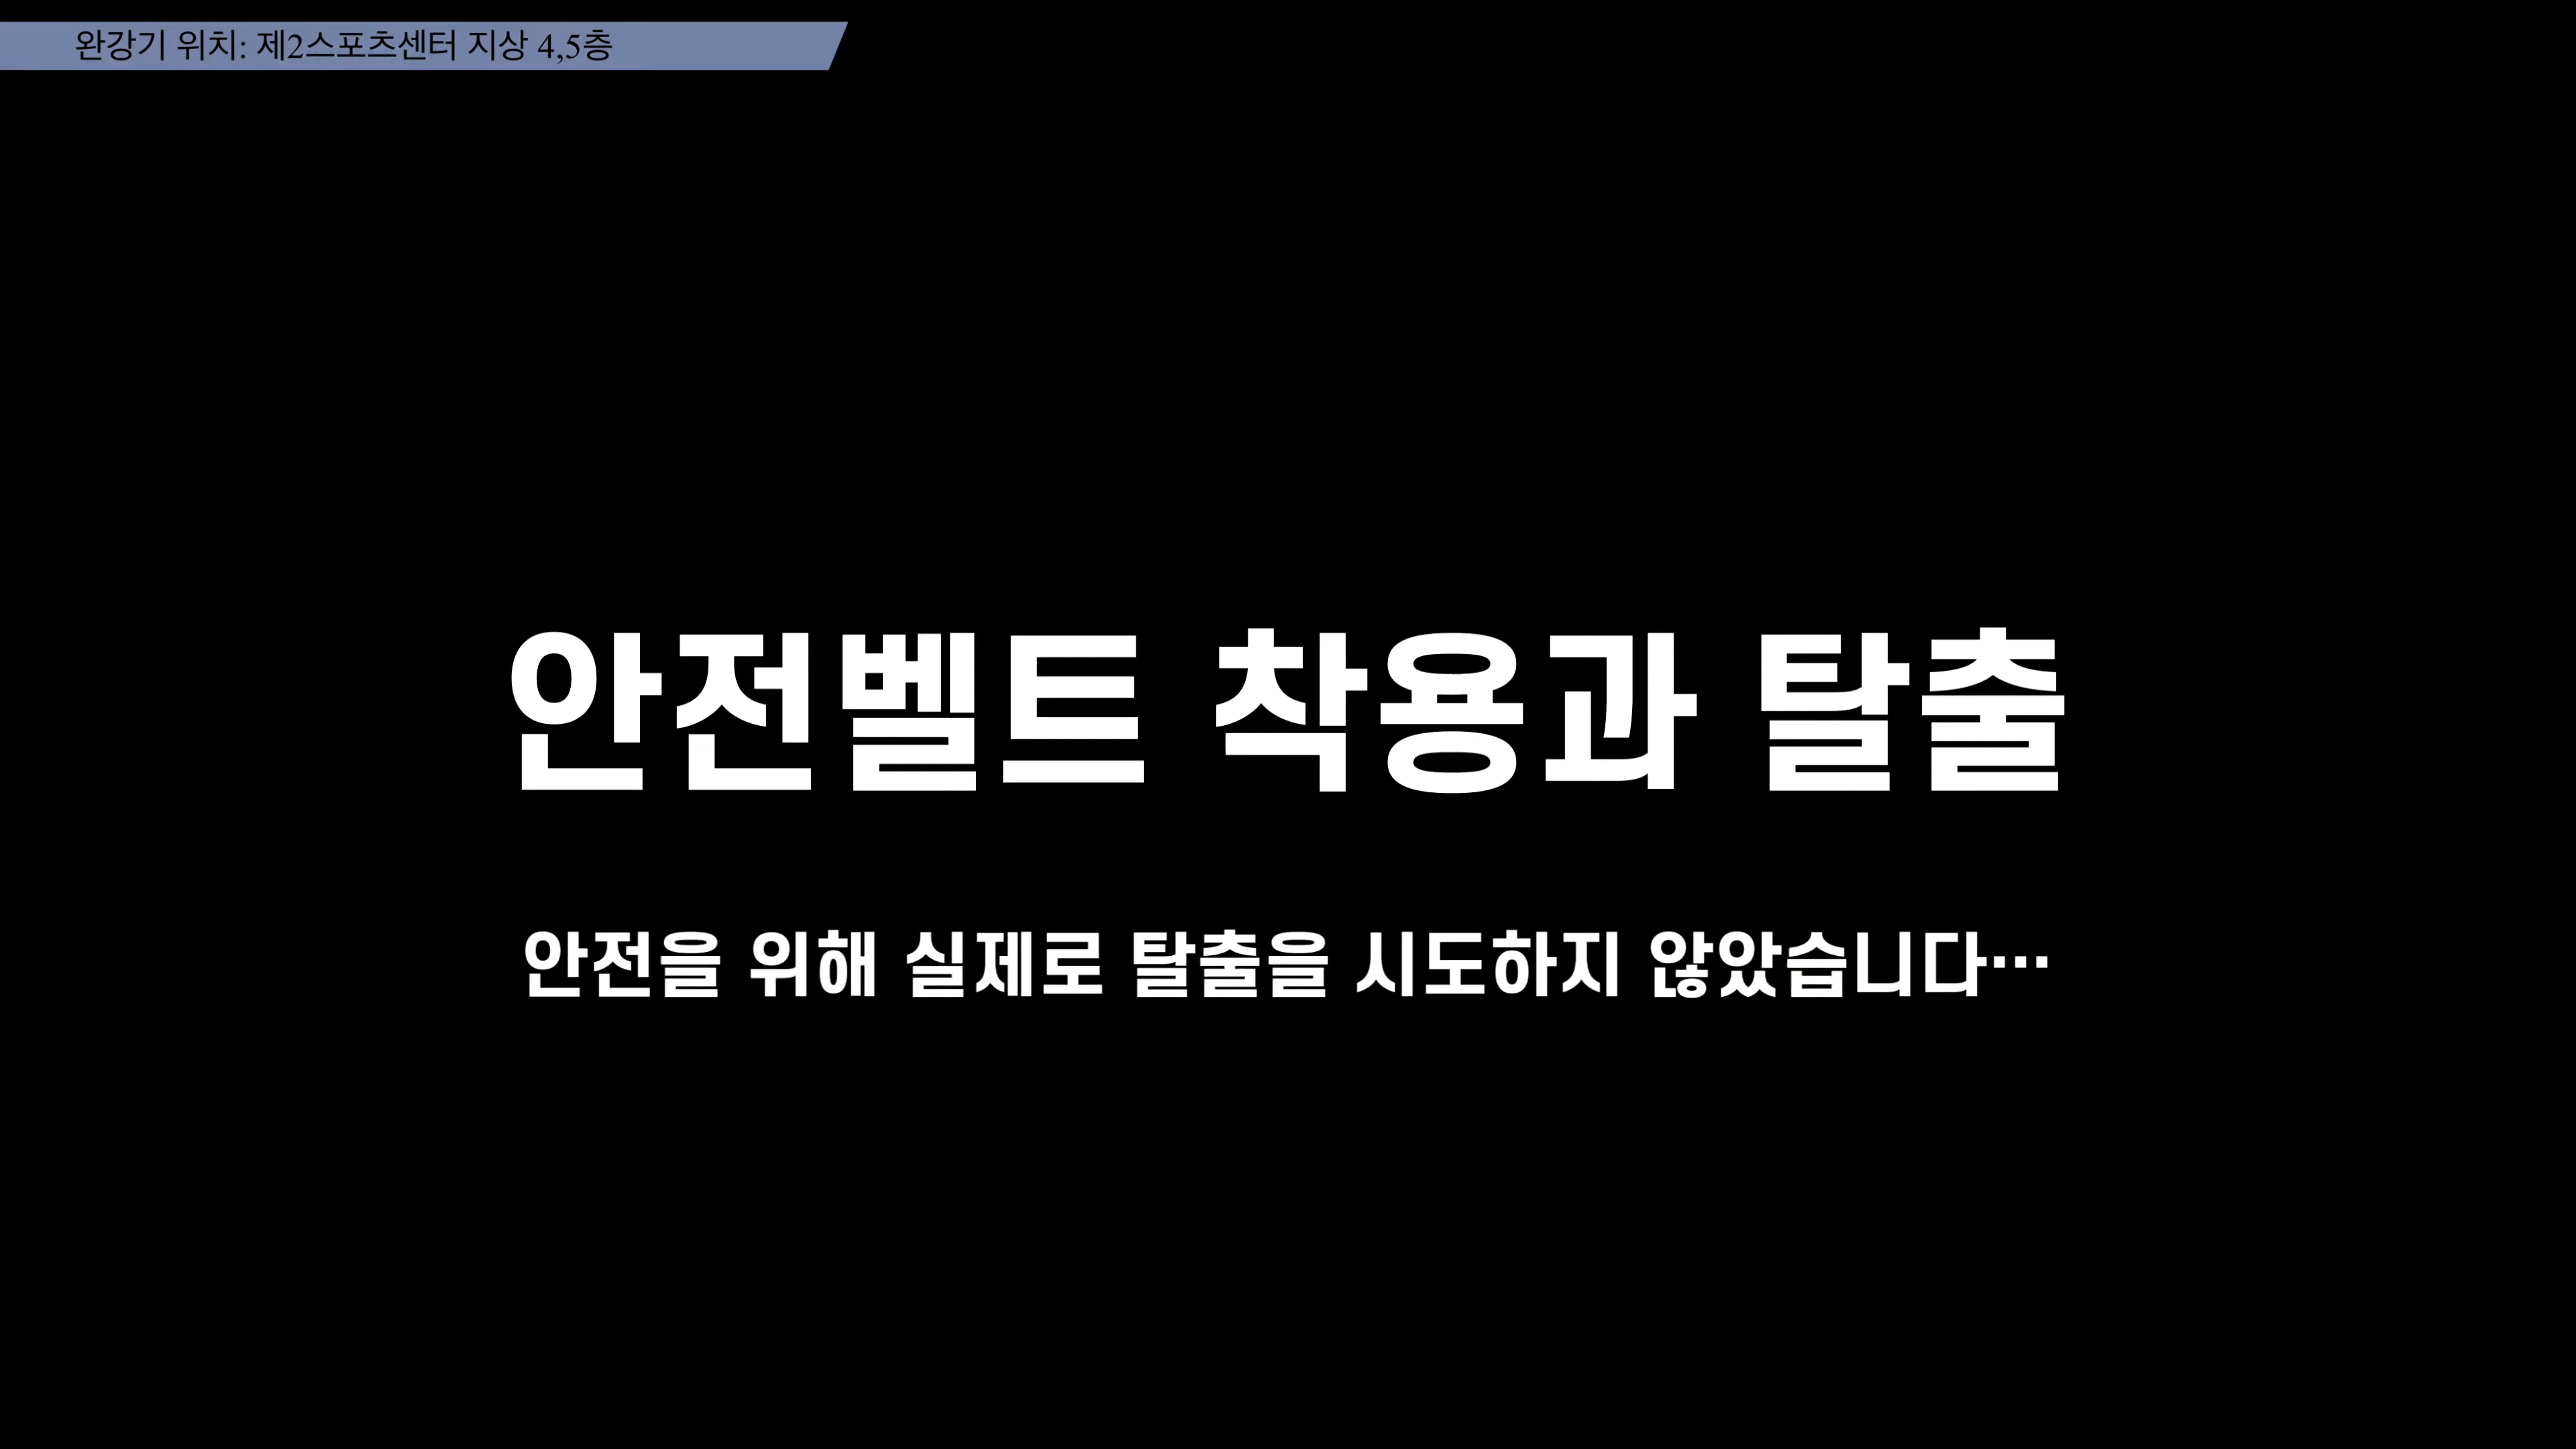 완강기 위치: 제2스포츠센터 지상 4,5층
안전벨트 착용과 탈출
안전을 위해 실제로 탈출을 시도하지 않았습니다…